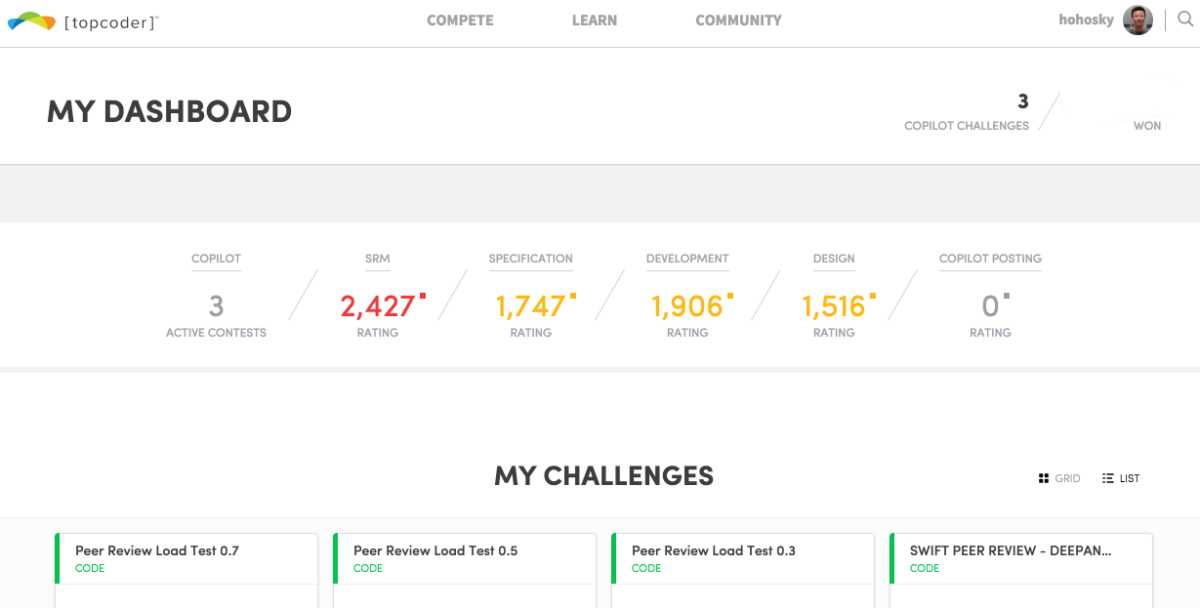 [topcoder]™
COMPETE LEARN COMMUNITY
hohosky
MY DASHBOARD
3
COPILOT CHALLENGES
WON
COPILOT SRM SPECIFICATION DEVELOPMENT DESIGN COPILOT POSTING
3 2,427 1,747 1,906 1,516 0
ACTIVE CONTESTS RATING RATING RATING RATING RATING
MY CHALLENGES
GRID LIST
Peer Review Load Test 0.7 Peer Review Load Test 0.5 Peer Review Load Test 0.3 SWIFT PEER REVIEW - DEEPAN...
CODE CODE CODE CODE